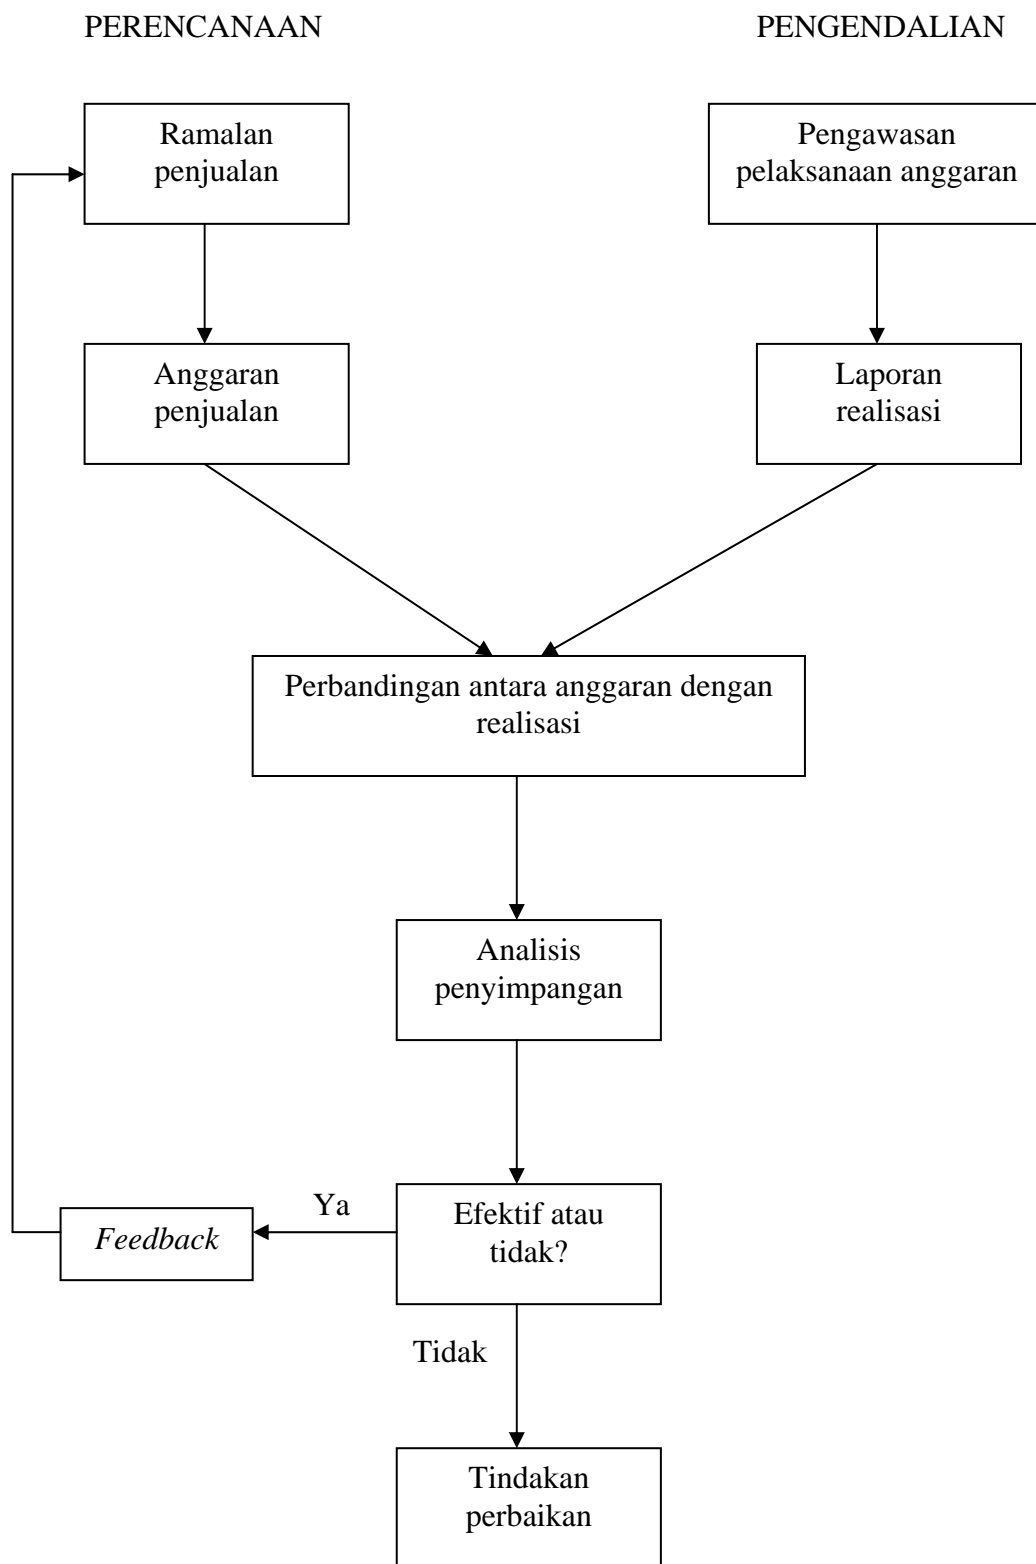 PERENCANAAN
PENGENDALIAN
Ramalan
penjualan
Pengawasan
pelaksanaan anggaran
Anggaran
penjualan
Laporan
realisasi
Perbandingan antara anggaran dengan
realisasi
Analisis
penyimpangan
Efektif atau
tidak?
Ya
Feedback
Tidak
Tindakan
perbaikan